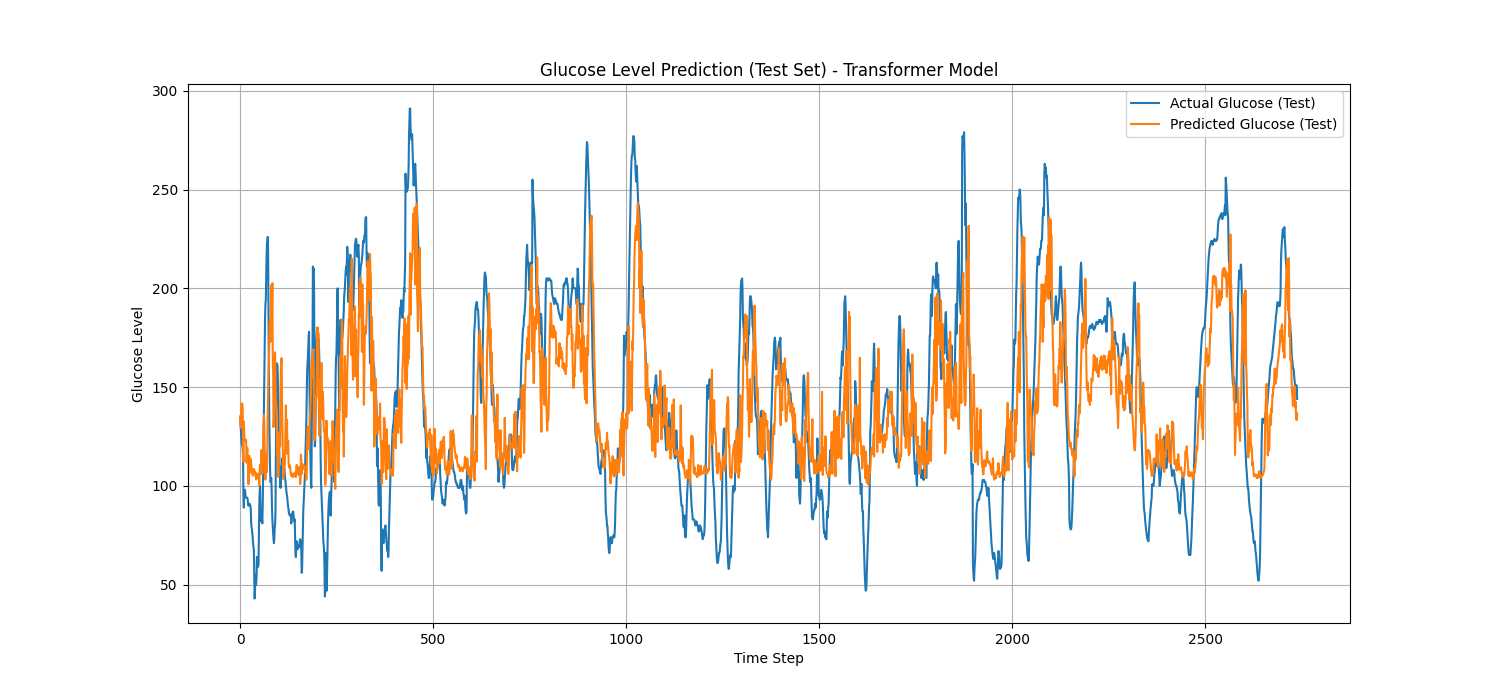 Glucose Level Prediction (Test Set) - Transformer Model
300
250
200
150
100
50
Glucose Level
Actual Glucose (Test)
Predicted Glucose (Test)
0 500 1000 1500 2000 2500
Time Step